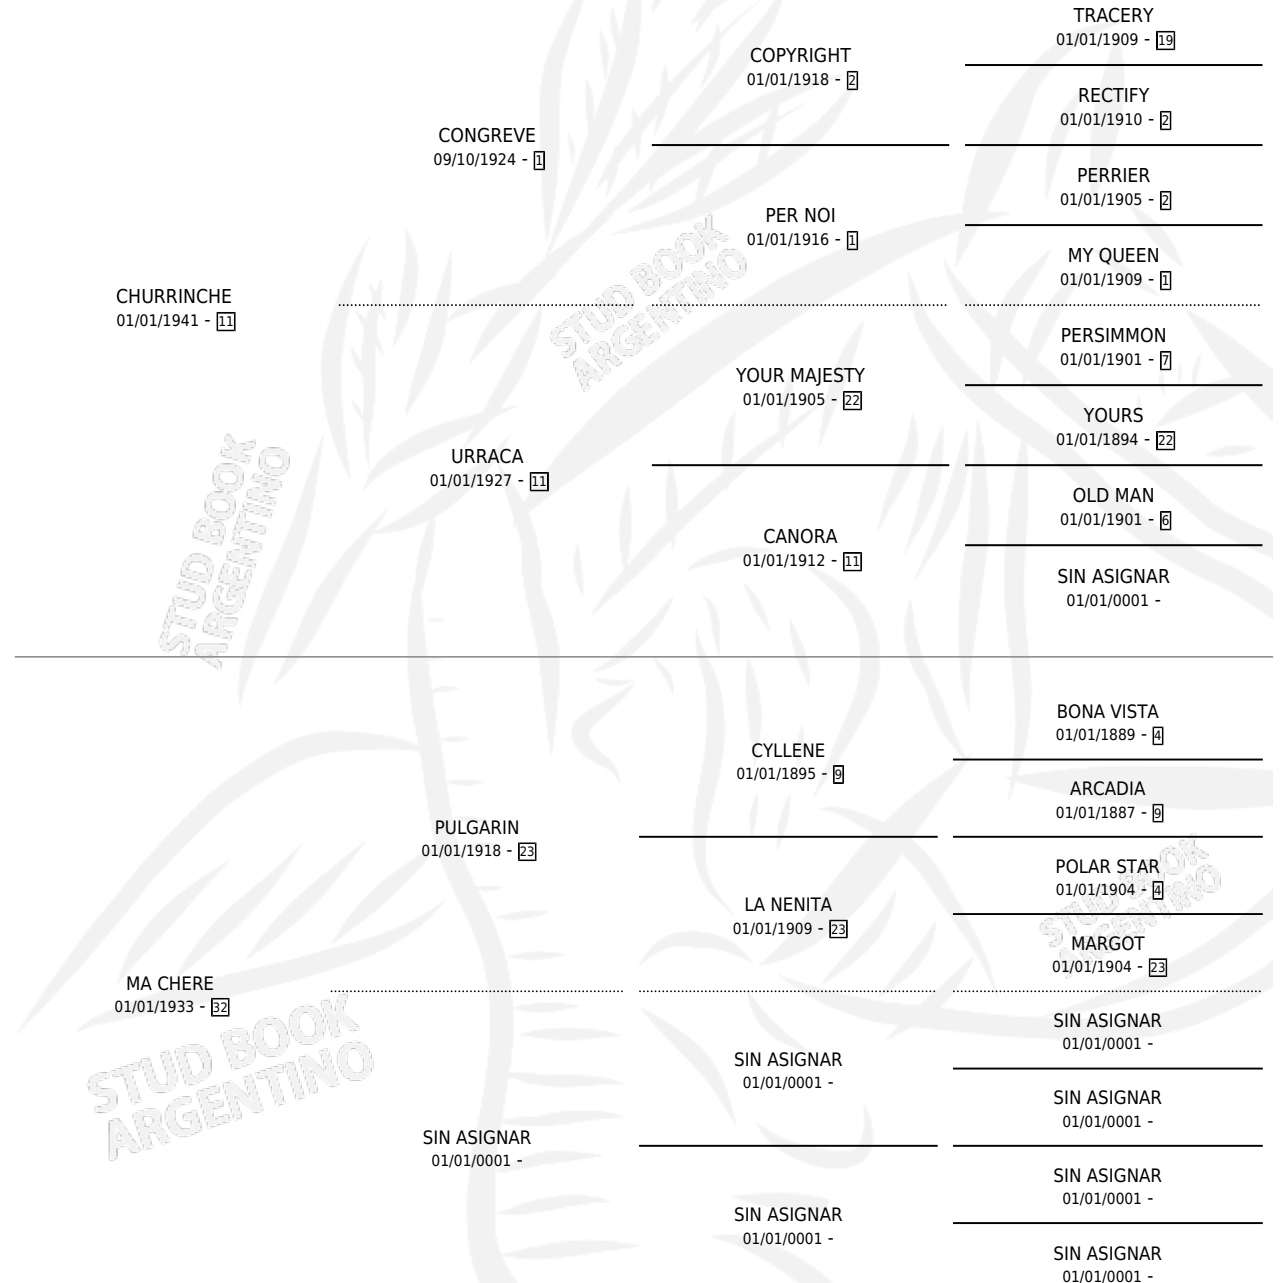 TRACERY
01/01/1909 - 19
COPYRIGHT
01/01/1918 - 2
RECTIFY
01/01/1910 - 2
CONGREVE
09/10/1924 - 1
PERRIER
01/01/1905 - 2
PER NOI
01/01/1916 - 1
MY QUEEN
01/01/1909 - 1
CHURRINCHE
01/01/1941 - 11
STUD BOOK
ARGENTINO
PERSIMMON
01/01/1901 - 7
YOUR MAJESTY
01/01/1905 - 22
YOURS
01/01/1894 - 22
URRACA
01/01/1927 - 11
OLD MAN
01/01/1901 - 6
CANORA
01/01/1912 - 11
SIN ASIGNAR
01/01/0001 -
STUD BOOK
ARGENTINO
BONA VISTA
01/01/1889 - 4
CYLLENE
01/01/1895 - 9
ARCADIA
01/01/1887 - 9
PULGARIN
01/01/1918 - 23
POLAR STAR
01/01/1904 - 4
LA NENITA
01/01/1909 - 23
MARGOT
01/01/1904 - 23
STUD BOOK
ARGENTINO
MA CHERE
01/01/1933 - 32
SIN ASIGNAR
01/01/0001 -
SIN ASIGNAR
01/01/0001 -
SIN ASIGNAR
01/01/0001 -
STUD BOOK
ARGENTINO
SIN ASIGNAR
01/01/0001 -
SIN ASIGNAR
01/01/0001 -
SIN ASIGNAR
01/01/0001 -
SIN ASIGNAR
01/01/0001 -